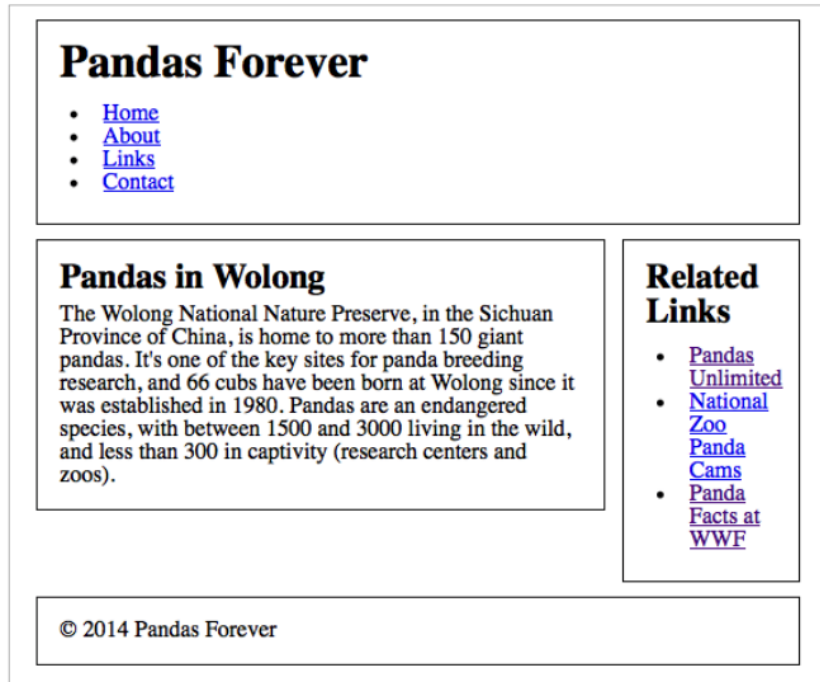 Pandas Forever
Home
About
Links
Contact
Pandas in Wolong
The Wolong National Nature Preserve, in the Sichuan
Province of China, is home to more than 150 giant
pandas. It's one of the key sites for panda breeding
research, and 66 cubs have been born at Wolong since it
was established in 1980. Pandas are an endangered
species, with between 1500 and 3000 living in the wild,
and less than 300 in captivity (research centers and
zoos).
Related
Links
Pandas
Unlimited
National
Zoo
Panda
Cams
Panda
Facts at
WWF
© 2014 Pandas Forever